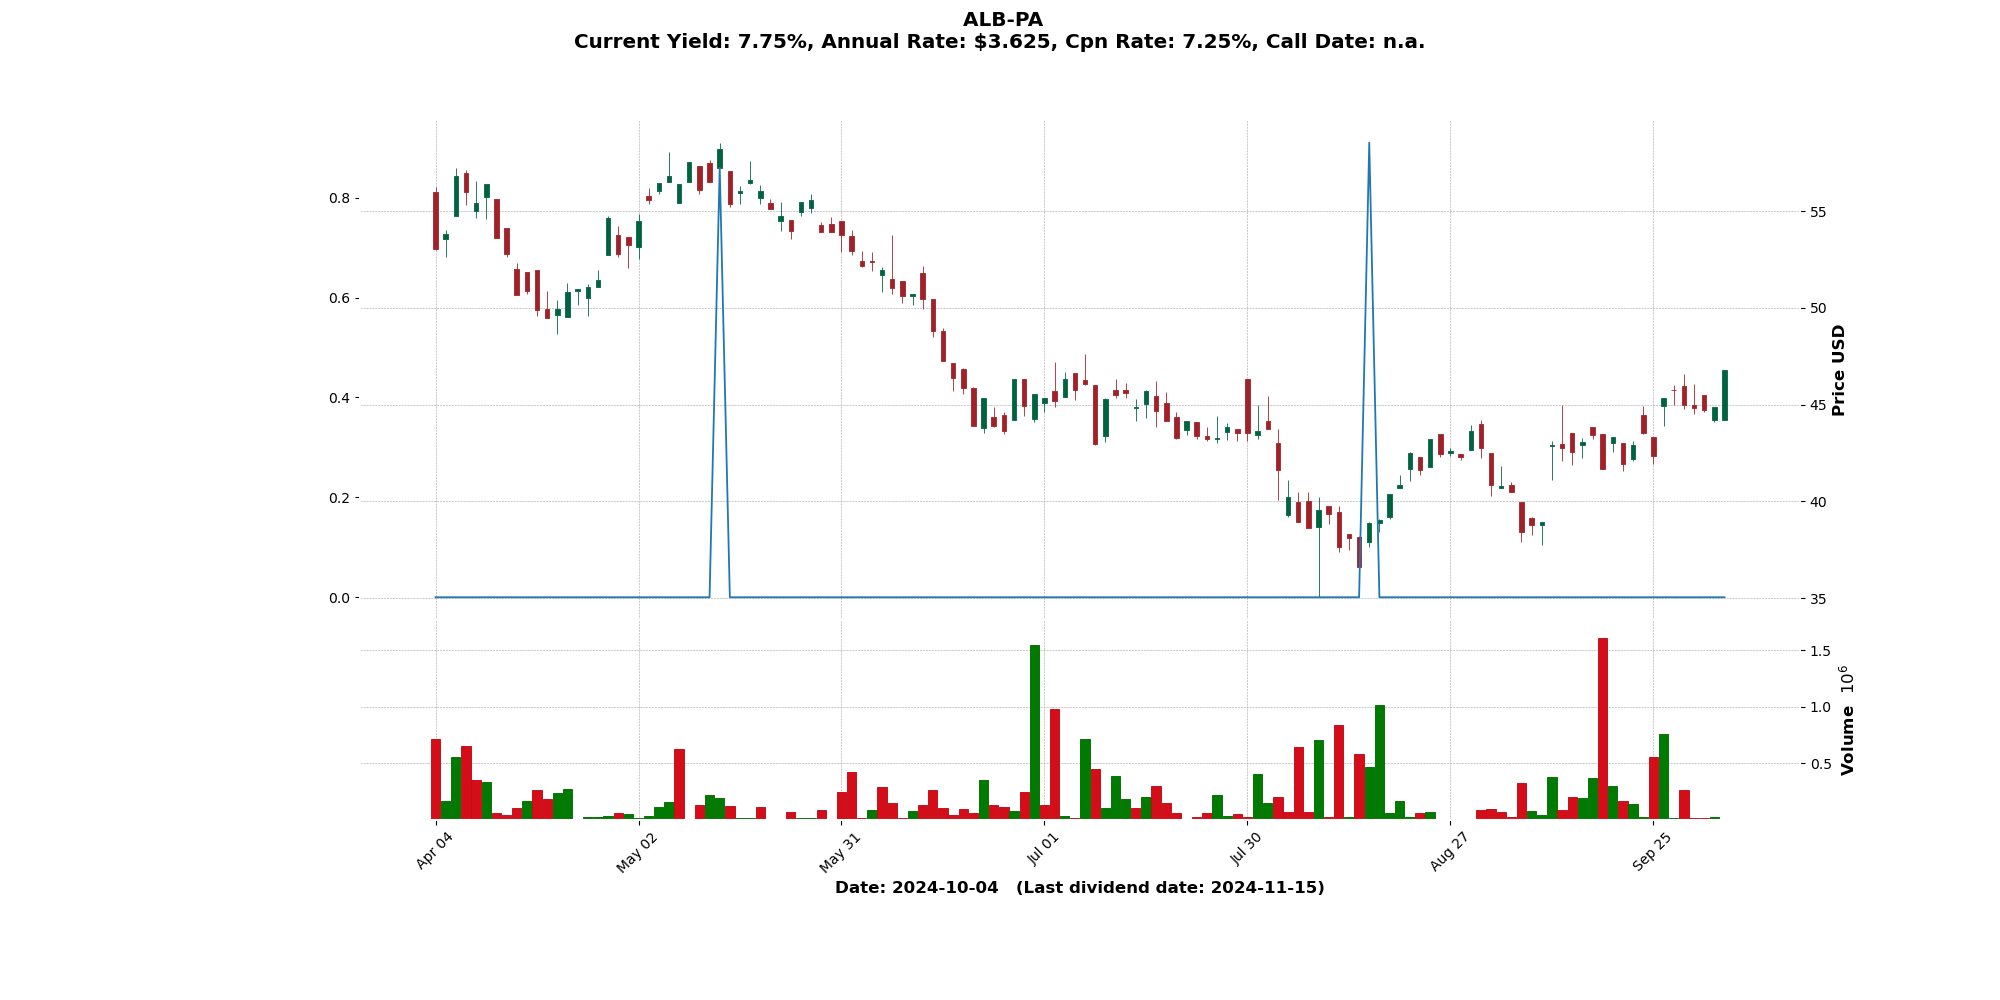 ALB-PA
Current Yield: 7.75%, Annual Rate: $3.625, Cpn Rate: 7.25%, Call Date: n.a.
0.8
0.6
0.4
0.2
0.0
55
50
45
40
35
Price USD
1.5
1.0
0.5
Volume 10^6
Apr 04
May 02
May 31
Jul 01
Jul 30
Aug 27
Sep 25
Date: 2024-10-04 (Last dividend date: 2024-11-15)